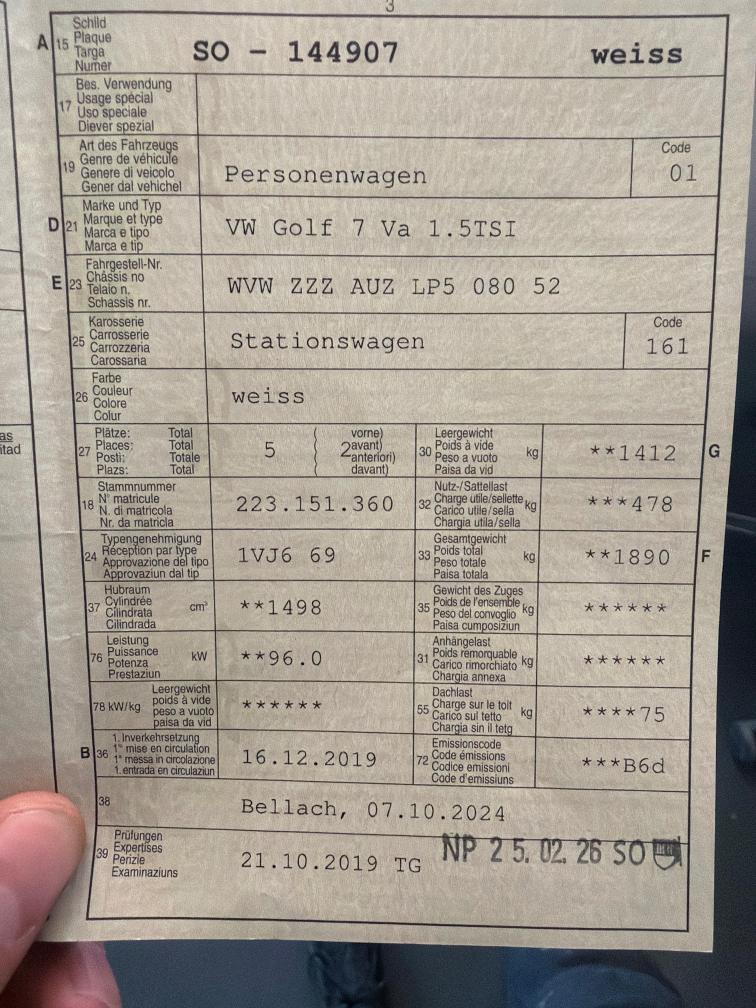 3
A 15 Schild
Plaque
Targa
Numer
SO - 144907 weiss
17 Bes. Verwendung
Usage spécial
Uso speciale
Diever spezial
19 Art des Fahrzeugs
Genre de véhicule
Genere di veicolo
Gener dal vehichel
Personenwagen
Code
01
D 21 Marke und Typ
Marque et type
Marca e tipo
Marca e tip
VW Golf 7 Va 1.5TSI
E 23 Fahrgestell-Nr.
Châssis no
Telaio n.
Schassis nr.
WVW ZZZ AUZ LP5 080 52
25 Karosserie
Carrosserie
Carrozzeria
Carossaria
Stationswagen
Code
161
26 Farbe
Couleur
Colore
Colur
weiss
27 Plätze: Total
Places: Total
Posti: Totale
Plazs: Total
5 ( 2 vorne)
avant)
anteriori)
davant)
30 Leergewicht
Poids à vide
Peso a vuoto
Paisa da vid
kg
**1412 G
18 Stammnummer
N° matricule
N. di matricola
Nr. da matricla
223.151.360
32 Nutz-/Sattellast
Charge utile/sellette
Carico utile/sella
Chargia utila/sella
kg
***478
24 Typengenehmigung
Réception par type
Approvazione del tipo
Approvaziun dal tip
1VJ6 69
33 Gesamtgewicht
Poids total
Peso totale
Paisa totala
kg
**1890 F
37 Hubraum
Cylindrée
Cilindrata
Cilindrada
cm³
**1498
35 Gewicht des Zuges
Poids de l'ensemble
Peso del convoglio
Paisa cumposiziun
kg
******
76 Leistung
Puissance
Potenza
Prestaziun
kW
**96.0
31 Anhängelast
Poids remorquable
Carico rimorchiato
Chargia annexa
kg
******
78 kW/kg Leergewicht
poids à vide
peso a vuoto
paisa da vid
******
55 Dachlast
Charge sur le toit
Carico sul tetto
Chargia sin il tetg
kg
****75
B 36 1. Inverkehrsetzung
1re mise en circulation
1a messa in circolazione
1. entrada en circulaziun
16.12.2019
72 Emissionscode
Code émissions
Codice emissioni
Code d'emissiuns
***B6d
38
Bellach, 07.10.2024
39 Prüfungen
Expertises
Perizie
Examinaziuns
21.10.2019 TG
NP 25.02.26 SO
as
itad